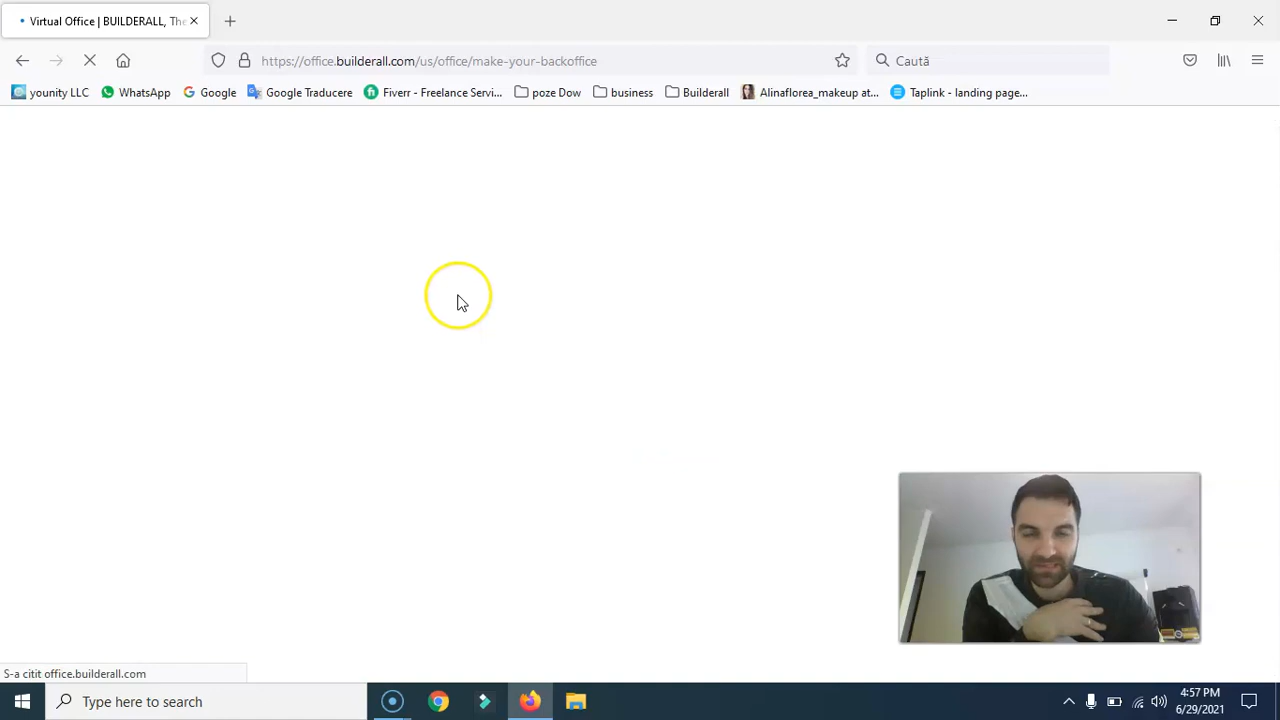 Virtual Office | BUILDERALL, The
https://office.builderall.com/us/office/make-your-backoffice
Caută
younity LLC
WhatsApp
Google
Google Traducere
Fiverr - Freelance Servi...
poze Dow
business
Builderall
Alinaflorea_makeup at...
Taplink - landing page...
S-a citit office.builderall.com
Type here to search
4:57 PM
6/29/2021